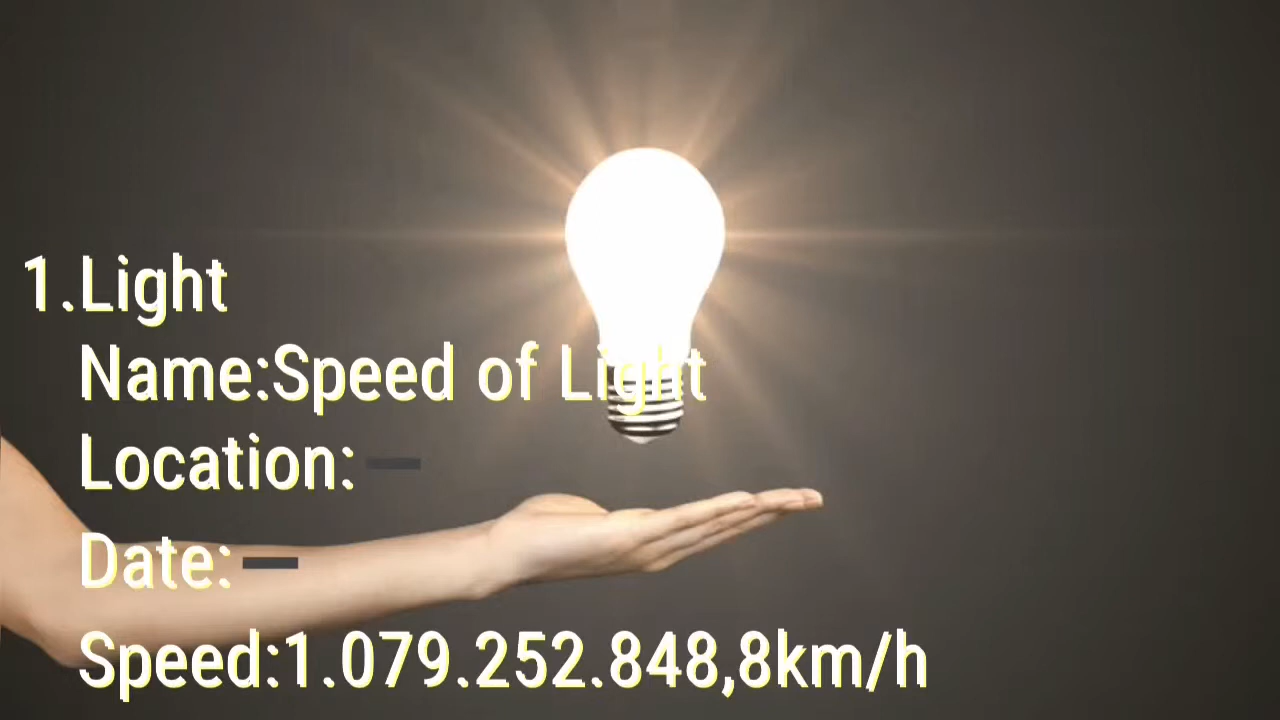 1.Light
Name:Speed of Light
Location: –
Date: –
Speed:1.079.252.848,8km/h